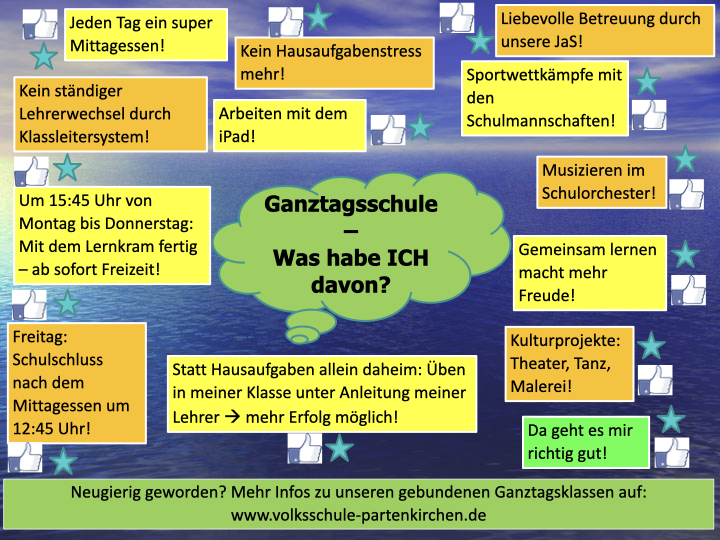 Jeden Tag ein super
Mittagessen!
Kein Hausaufgabenstress
mehr!
Liebevolle Betreuung durch
unsere JaS!
Kein ständiger
Lehrerwechsel durch
Klassleitersystem!
Arbeiten mit dem
iPad!
Sportwettkämpfe mit
den
Schulmannschaften!
Musizieren im
Schulorchester!
Um 15:45 Uhr von
Montag bis Donnerstag:
Mit dem Lernkram fertig
– ab sofort Freizeit!
Ganztagsschule
–
Was habe ICH
davon?
Gemeinsam lernen
macht mehr
Freude!
Freitag:
Schulschluss
nach dem
Mittagessen um
12:45 Uhr!
Statt Hausaufgaben allein daheim: Üben
in meiner Klasse unter Anleitung meiner
Lehrer → mehr Erfolg möglich!
Kulturprojekte:
Theater, Tanz,
Malerei!
Da geht es mir
richtig gut!
Neugierig geworden? Mehr Infos zu unseren gebundenen Ganztagsklassen auf:
www.volksschule-partenkirchen.de